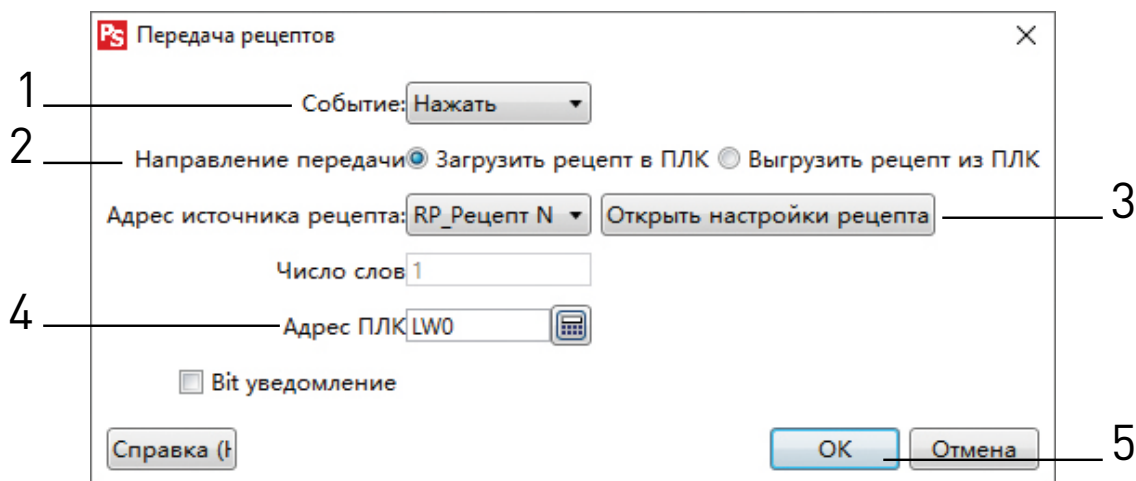 PS Передача рецептов
1 Событие: Нажать
2 Направление передачи Загрузить рецепт в ПЛК Выгрузить рецепт из ПЛК
Адрес источника рецепта: RP_Рецепт N Открыть настройки рецепта 3
Число слов 1
4 Адрес ПЛК LW0
Bit уведомление
Справка (H OK Отмена 5